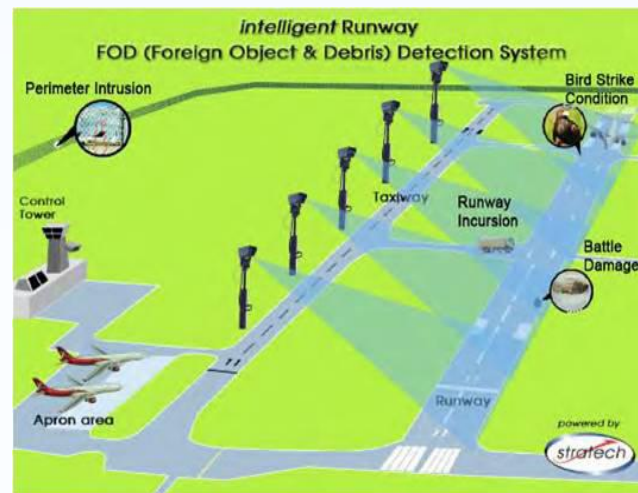 intelligent Runway
FOD (Foreign Object & Debris) Detection System
Perimeter Intrusion
Bird Strike
Condition
Control
Tower
Taxiway
Runway
Incursion
Battle
Damage
Apron area
Runway
powered by
stratech